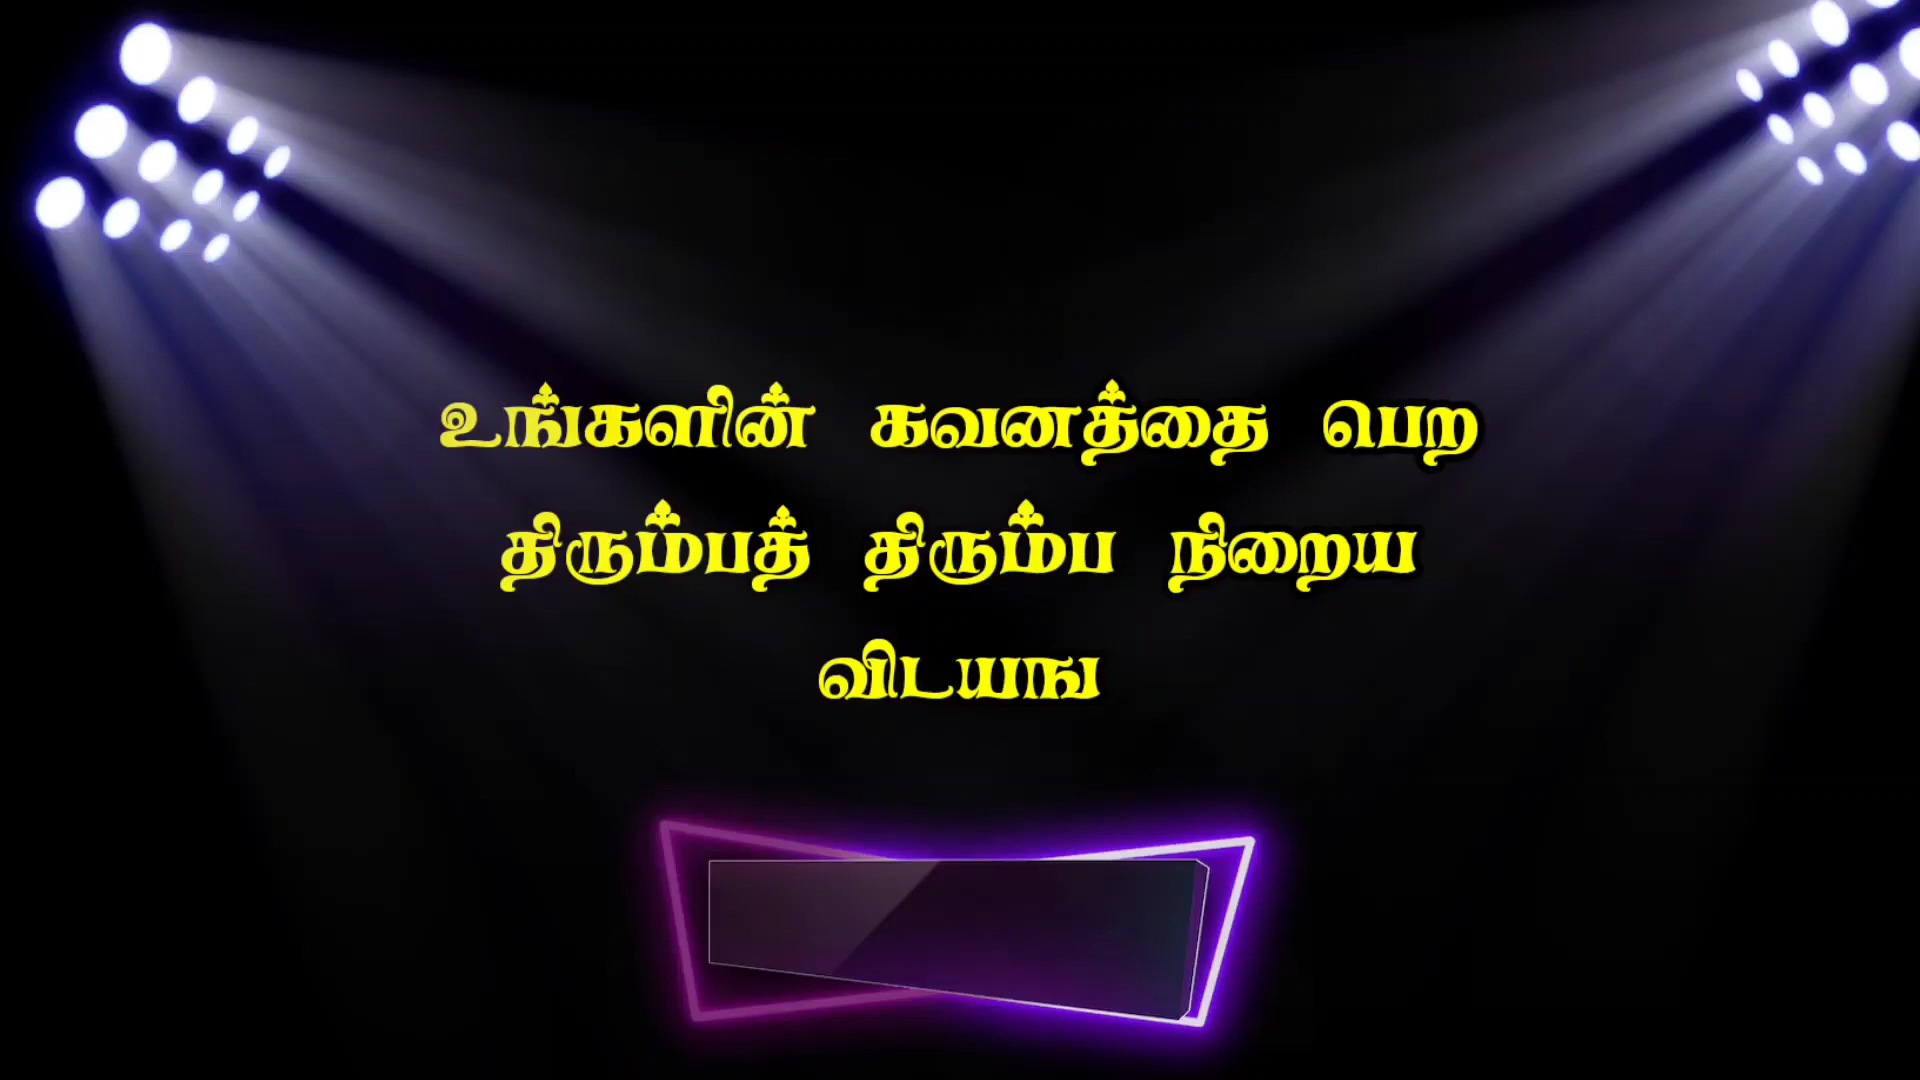 உங்களின் கவனத்தை பெற
திரும்பத் திரும்ப நிறைய
விடயங